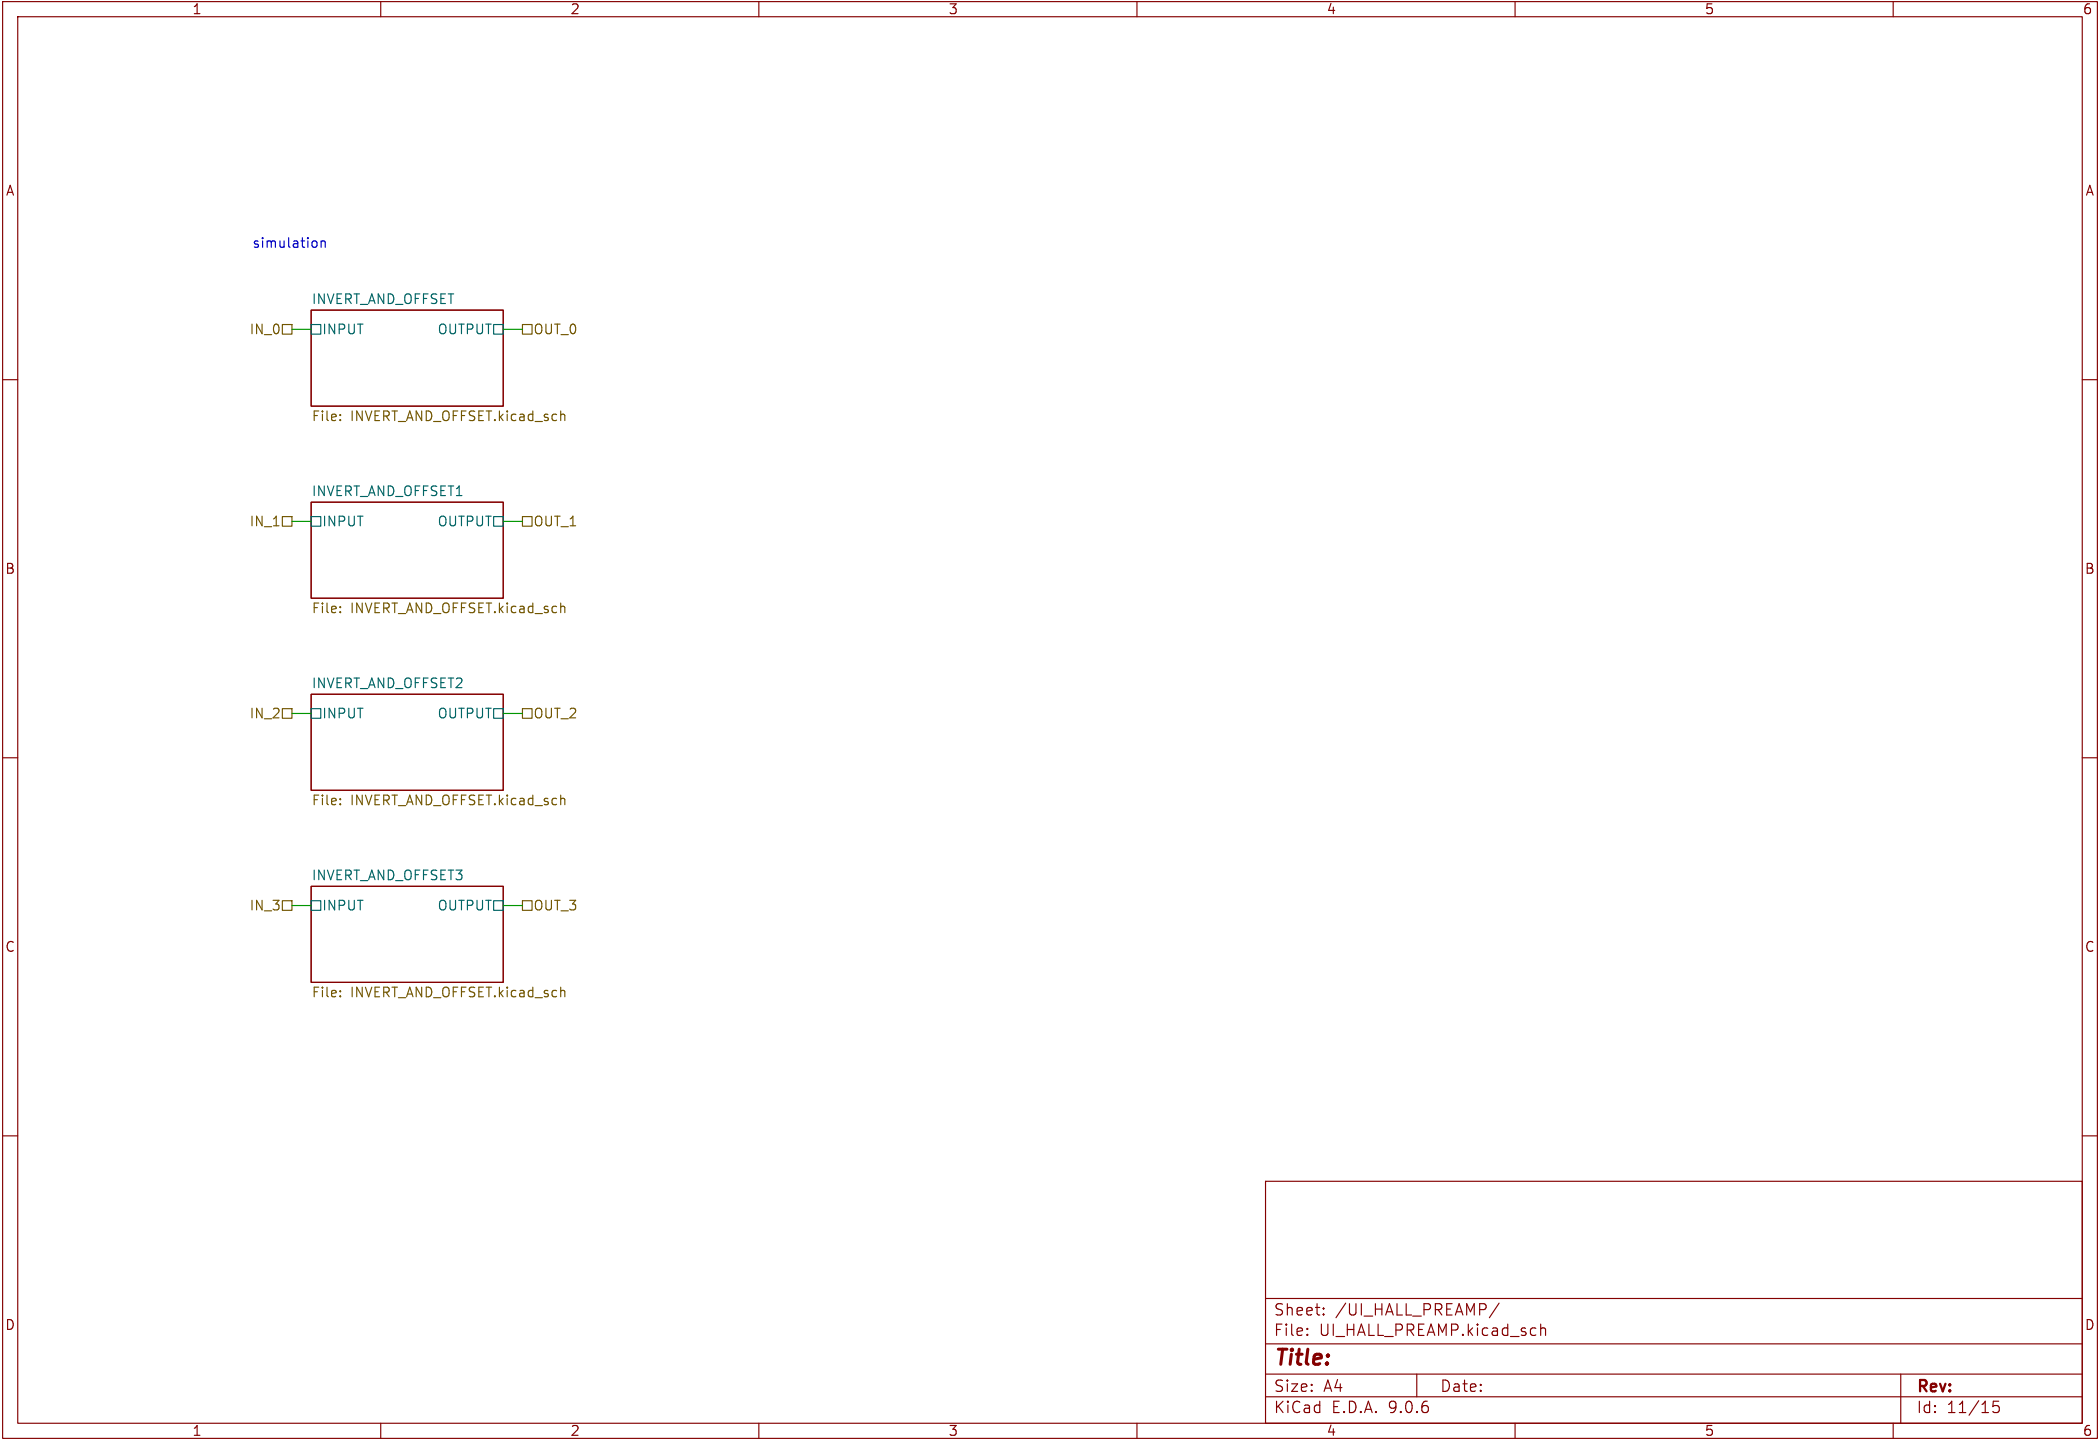 1 2 3 4 5 6
A A
simulation
INVERT_AND_OFFSET
IN_0 INPUT OUTPUT OUT_0
File: INVERT_AND_OFFSET.kicad_sch
INVERT_AND_OFFSET1
IN_1 INPUT OUTPUT OUT_1
B B
File: INVERT_AND_OFFSET.kicad_sch
INVERT_AND_OFFSET2
IN_2 INPUT OUTPUT OUT_2
File: INVERT_AND_OFFSET.kicad_sch
INVERT_AND_OFFSET3
IN_3 INPUT OUTPUT OUT_3
C C
File: INVERT_AND_OFFSET.kicad_sch
Sheet: /UI_HALL_PREAMP/
D D
File: UI_HALL_PREAMP.kicad_sch
Title:
Size: A4 Date: Rev:
KiCad E.D.A. 9.0.6 Id: 11/15
1 2 3 4 5 6